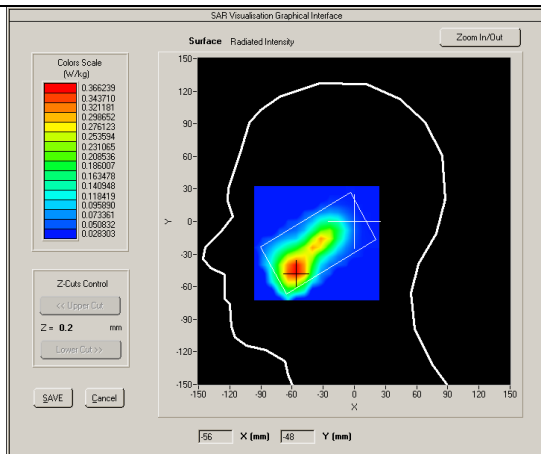 SAR Visualisation Graphical Interface
Surface Radiated Intensity
Zoom In/Out
Colors Scale
(W/kg)
0.366239
0.343710
0.321181
0.298652
0.276123
0.253594
0.231065
0.208536
0.186007
0.163478
0.140948
0.118419
0.095890
0.073361
0.050832
0.028303
Z-Cuts Control
<< Upper Cut
Z = 0.2 mm
Lower Cut >>
SAVE Cancel
150-
120-
90-
60-
30-
Y 0-
-30-
-60-
-90-
-120-
-150-
-150 -120 -90 -60 -30 0 30 60 90 120 150
X
-56 X (mm) -48 Y (mm)